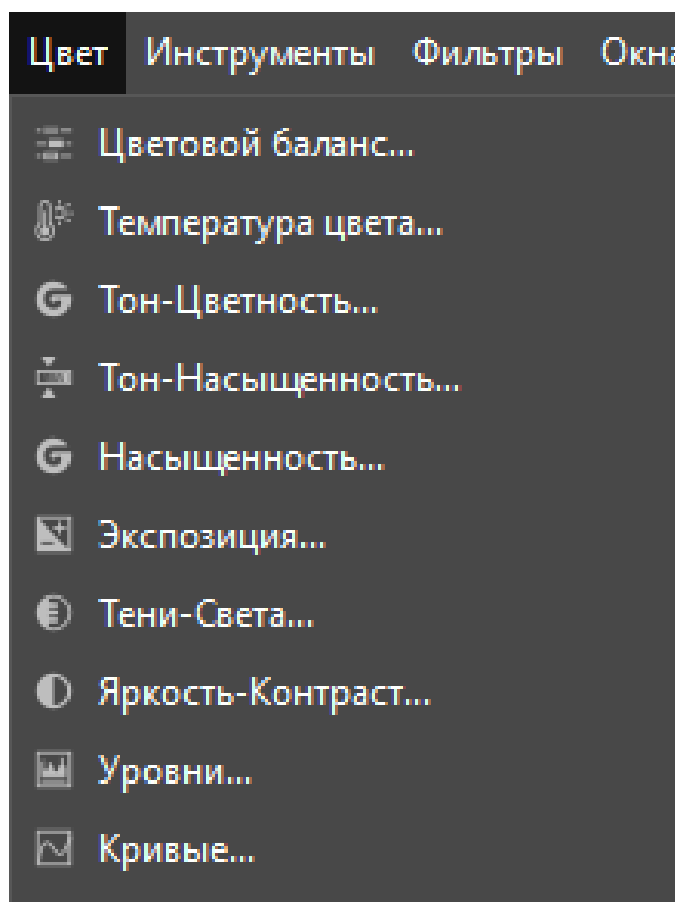 Цвет Инструменты Фильтры Окна
Цветовой баланс...
Температура цвета...
Тон-Цветность...
Тон-Насыщенность...
Насыщенность...
Экспозиция...
Тени-Света...
Яркость-Контраст...
Уровни...
Кривые...